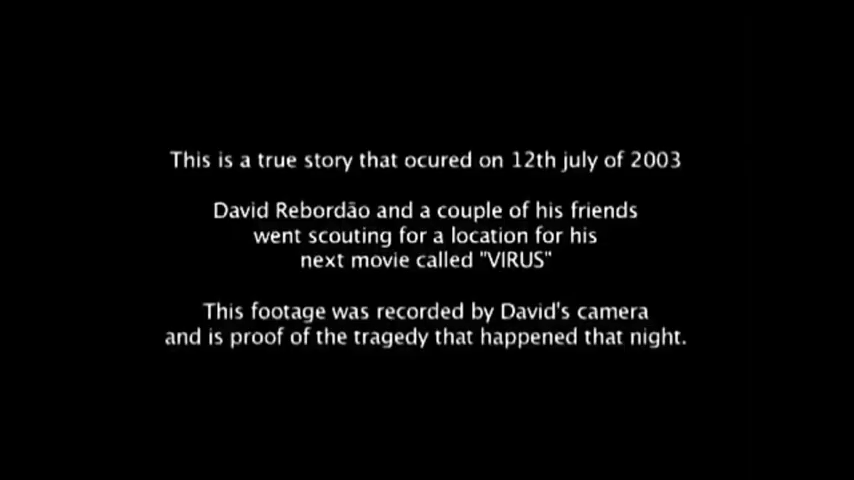 This is a true story that ocured on 12th july of 2003
David Rebordão and a couple of his friends
went scouting for a location for his
next movie called "VIRUS"
This footage was recorded by David's camera
and is proof of the tragedy that happened that night.